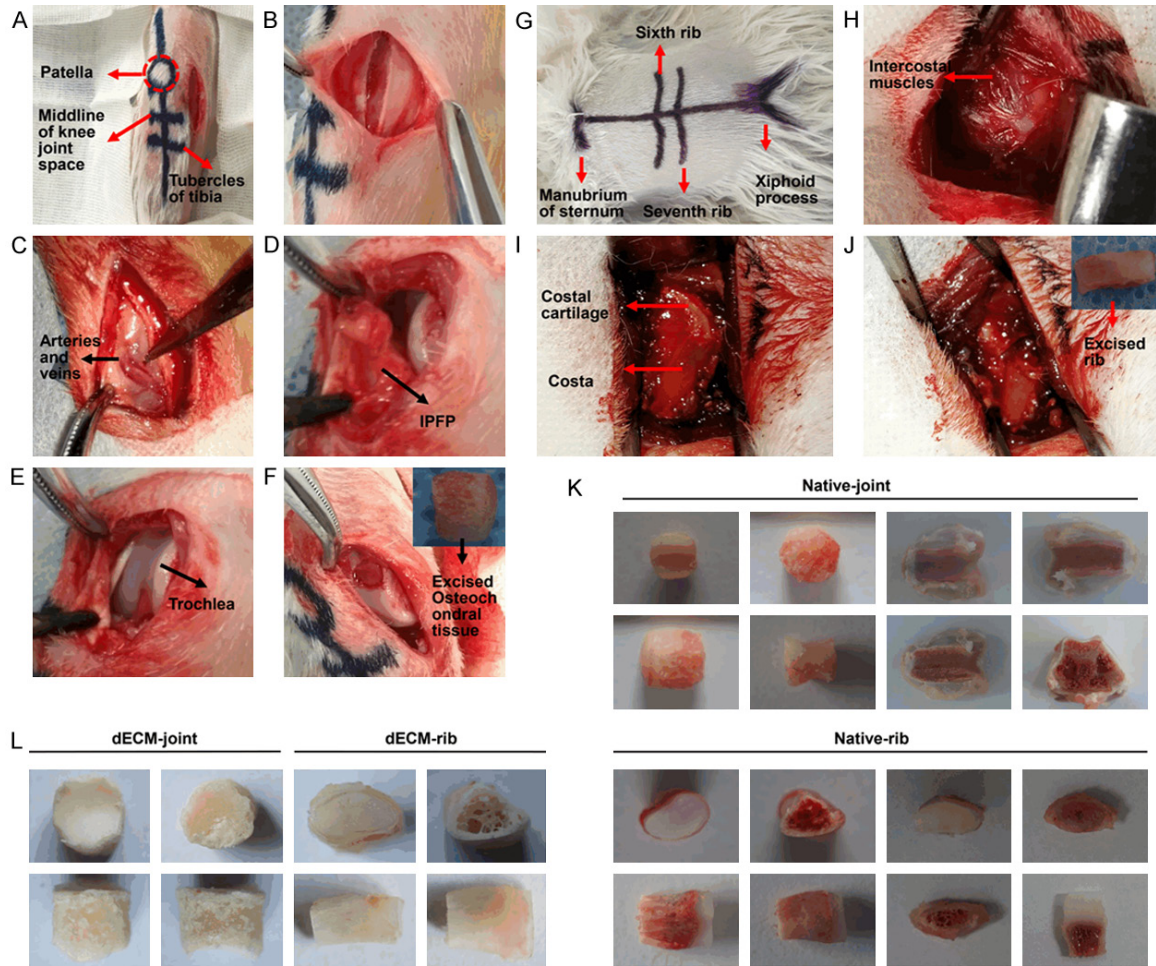 A
Patella
Middline
of knee
joint
space
Tubercles
of tibia
B
G
Sixth rib
Manubrium
of sternum
Seventh rib
Xiphoid
process
H
Intercostal
muscles
C
Arteries
and
veins
D
IPFP
I
Costal
cartilage
Costa
J
Excised
rib
E
Trochlea
F
Excised
Osteoch
ondral
tissue
K
Native-joint
Native-rib
L
dECM-joint
dECM-rib